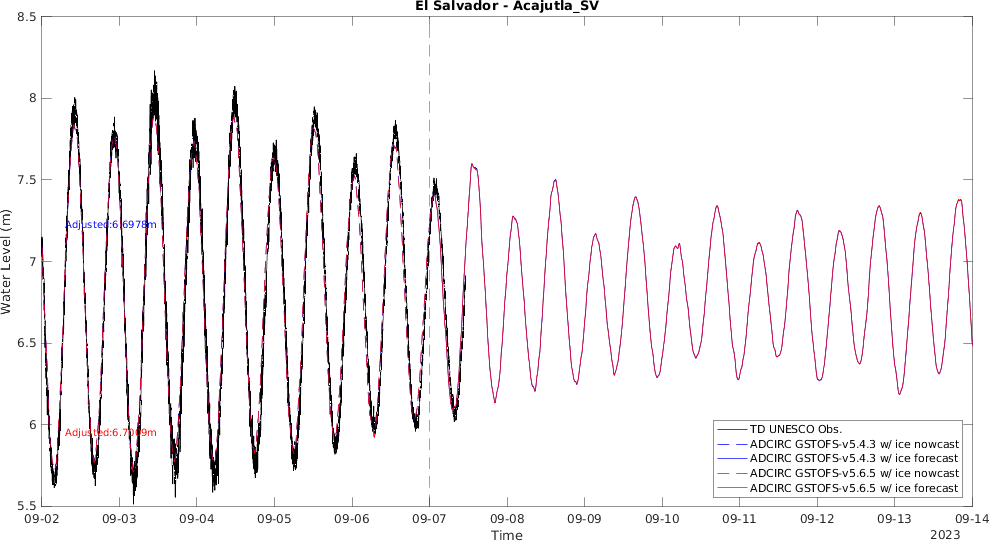 El Salvador - Acajutla_SV
8.5
8
7.5
7
6.5
6
5.5
Water Level (m)
Adjusted:6.6978m
Adjusted:6.7009m
TD UNESCO Obs.
ADCIRC GSTOFS-v5.4.3 w/ ice nowcast
ADCIRC GSTOFS-v5.4.3 w/ ice forecast
ADCIRC GSTOFS-v5.6.5 w/ ice nowcast
ADCIRC GSTOFS-v5.6.5 w/ ice forecast
09-02 09-03 09-04 09-05 09-06 09-07 09-08 09-09 09-10 09-11 09-12 09-13 09-14
Time
2023